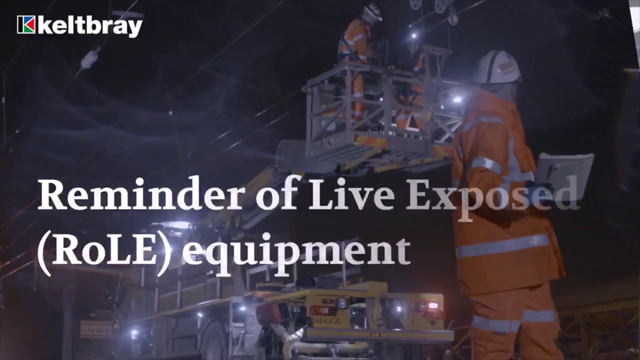 keltbray
Reminder of Live Exposed
(RoLE) equipment